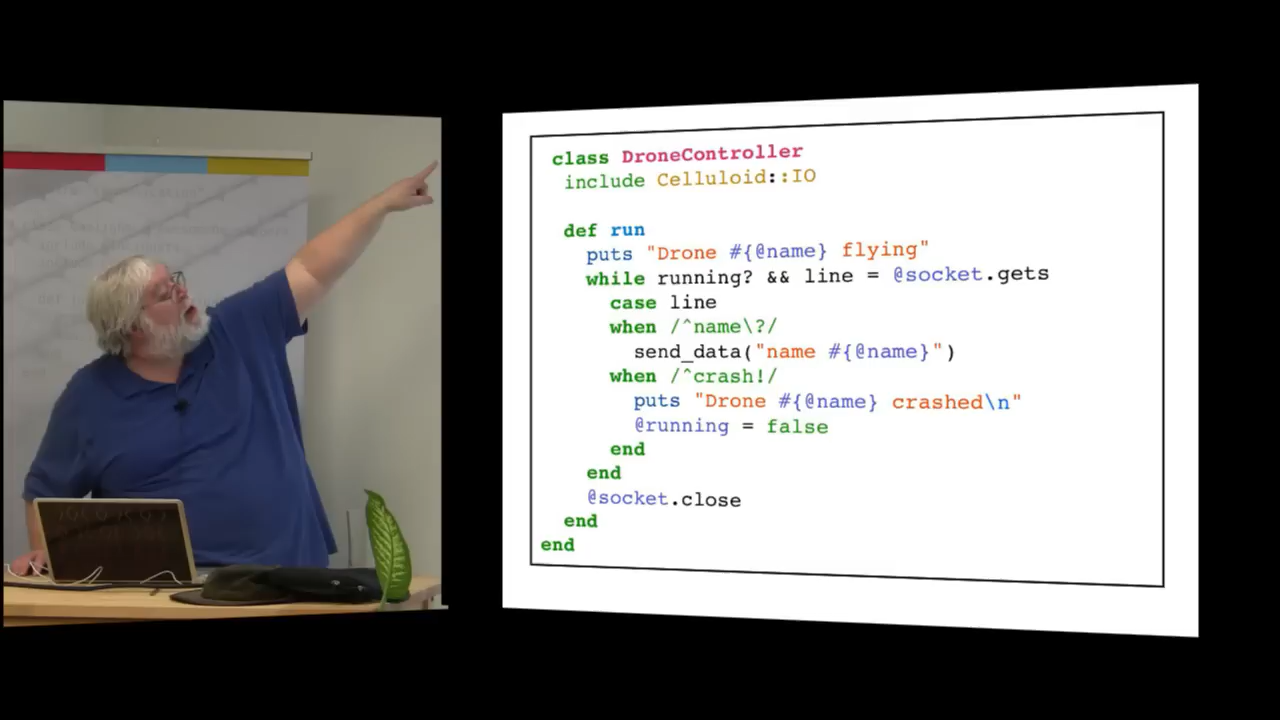 class DroneController
include Celluloid::IO
def run
puts "Drone #{@name} flying"
while running? && line = @socket.gets
case line
when /^name\?/
send_data("name #{@name}")
when /^crash!/
puts "Drone #{@name} crashed\n"
@running = false
end
end
@socket.close
end
end